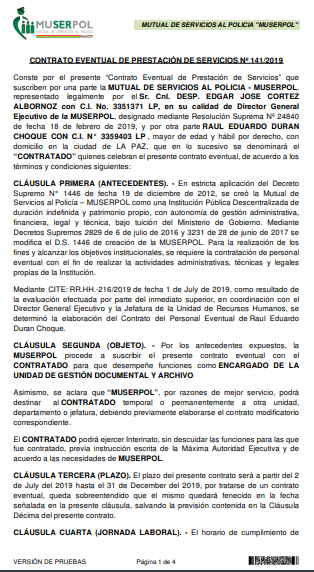 MUSERPOL
MUTUAL DE SERVICIOS AL POLICÍA
MUTUAL DE SERVICIOS AL POLICIA "MUSERPOL"
CONTRATO EVENTUAL DE PRESTACIÓN DE SERVICIOS Nº 141/2019
Conste por el presente "Contrato Eventual de Prestación de Servicios" que
suscriben por una parte la MUTUAL DE SERVICIOS AL POLICÍA - MUSERPOL,
representado legalmente por el Sr. Cnl. DESP. EDGAR JOSE CORTEZ
ALBORNOZ con C.I. No. 3351371 LP, en su calidad de Director General
Ejecutivo de la MUSERPOL, designado mediante Resolución Suprema Nº 24840
de fecha 18 de febrero de 2019, y por otra parte RAUL EDUARDO DURAN
CHOQUE CON C.I. N° 3359403 LP , mayor de edad y hábil por derecho, con
domicilio en la ciudad de LA PAZ, que en lo sucesivo se denominará el
"CONTRATADO" quienes celebran el presente contrato eventual, de acuerdo a los
términos y condiciones siguientes:
CLÁUSULA PRIMERA (ANTECEDENTES). - En estricta aplicación del Decreto
Supremo N° 1446 de fecha 19 de diciembre de 2012, se creó la Mutual de
Servicios al Policía – MUSERPOL como una Institución Pública Descentralizada de
duración indefinida y patrimonio propio, con autonomía de gestión administrativa,
financiera, legal y técnica, bajo tuición del Ministerio de Gobierno. Mediante
Decretos Supremos 2829 de 6 de julio de 2016 y 3231 de 28 de junio de 2017 se
modifica el D.S. 1446 de creación de la MUSERPOL. Para la realización de los
fines y alcanzar los objetivos institucionales, se requiere la contratación de personal
eventual con el fin de realizar la actividades administrativas, técnicas y legales
propias de la Institución.
Mediante CITE: RR.HH.-216/2019 de fecha 1 de July de 2019, como resultado de
la evaluación efectuada por parte del inmediato superior, en coordinación con el
Director General Ejecutivo y la Jefatura de la Unidad de Recursos Humanos, se
determinó la elaboración del Contrato del Personal Eventual de Raul Eduardo
Duran Choque.
CLÁUSULA SEGUNDA (OBJETO). - Por los antecedentes expuestos, la
MUSERPOL procede a suscribir el presente contrato eventual con el
CONTRATADO para que desempeñe funciones como ENCARGADO DE LA
UNIDAD DE GESTIÓN DOCUMENTAL Y ARCHIVO
Asimismo, se aclara que "MUSERPOL", por razones de mejor servicio, podrá
destinar al CONTRATADO temporal o permanentemente a otra unidad,
departamento o jefatura, debiendo previamente elaborarse el contrato modificatorio
correspondiente.
El CONTRATADO podrá ejercer Interinato, sin descuidar las funciones para las que
fue contratado, previa instrucción escrita de la Máxima Autoridad Ejecutiva y de
acuerdo a las necesidades de MUSERPOL.
CLÁUSULA TERCERA (PLAZO). El plazo del presente contrato será a partir del 2
de July del 2019 hasta el 31 de December del 2019, por tratarse de un contrato
eventual, queda sobreentendido que el mismo quedará fenecido en la fecha
señalada en la presente cláusula, salvando la previsión contenida en la Cláusula
Décima del presente contrato.
CLÁUSULA CUARTA (JORNADA LABORAL). - El horario de cumplimiento de
VERSIÓN DE PRUEBAS Página 1 de 4